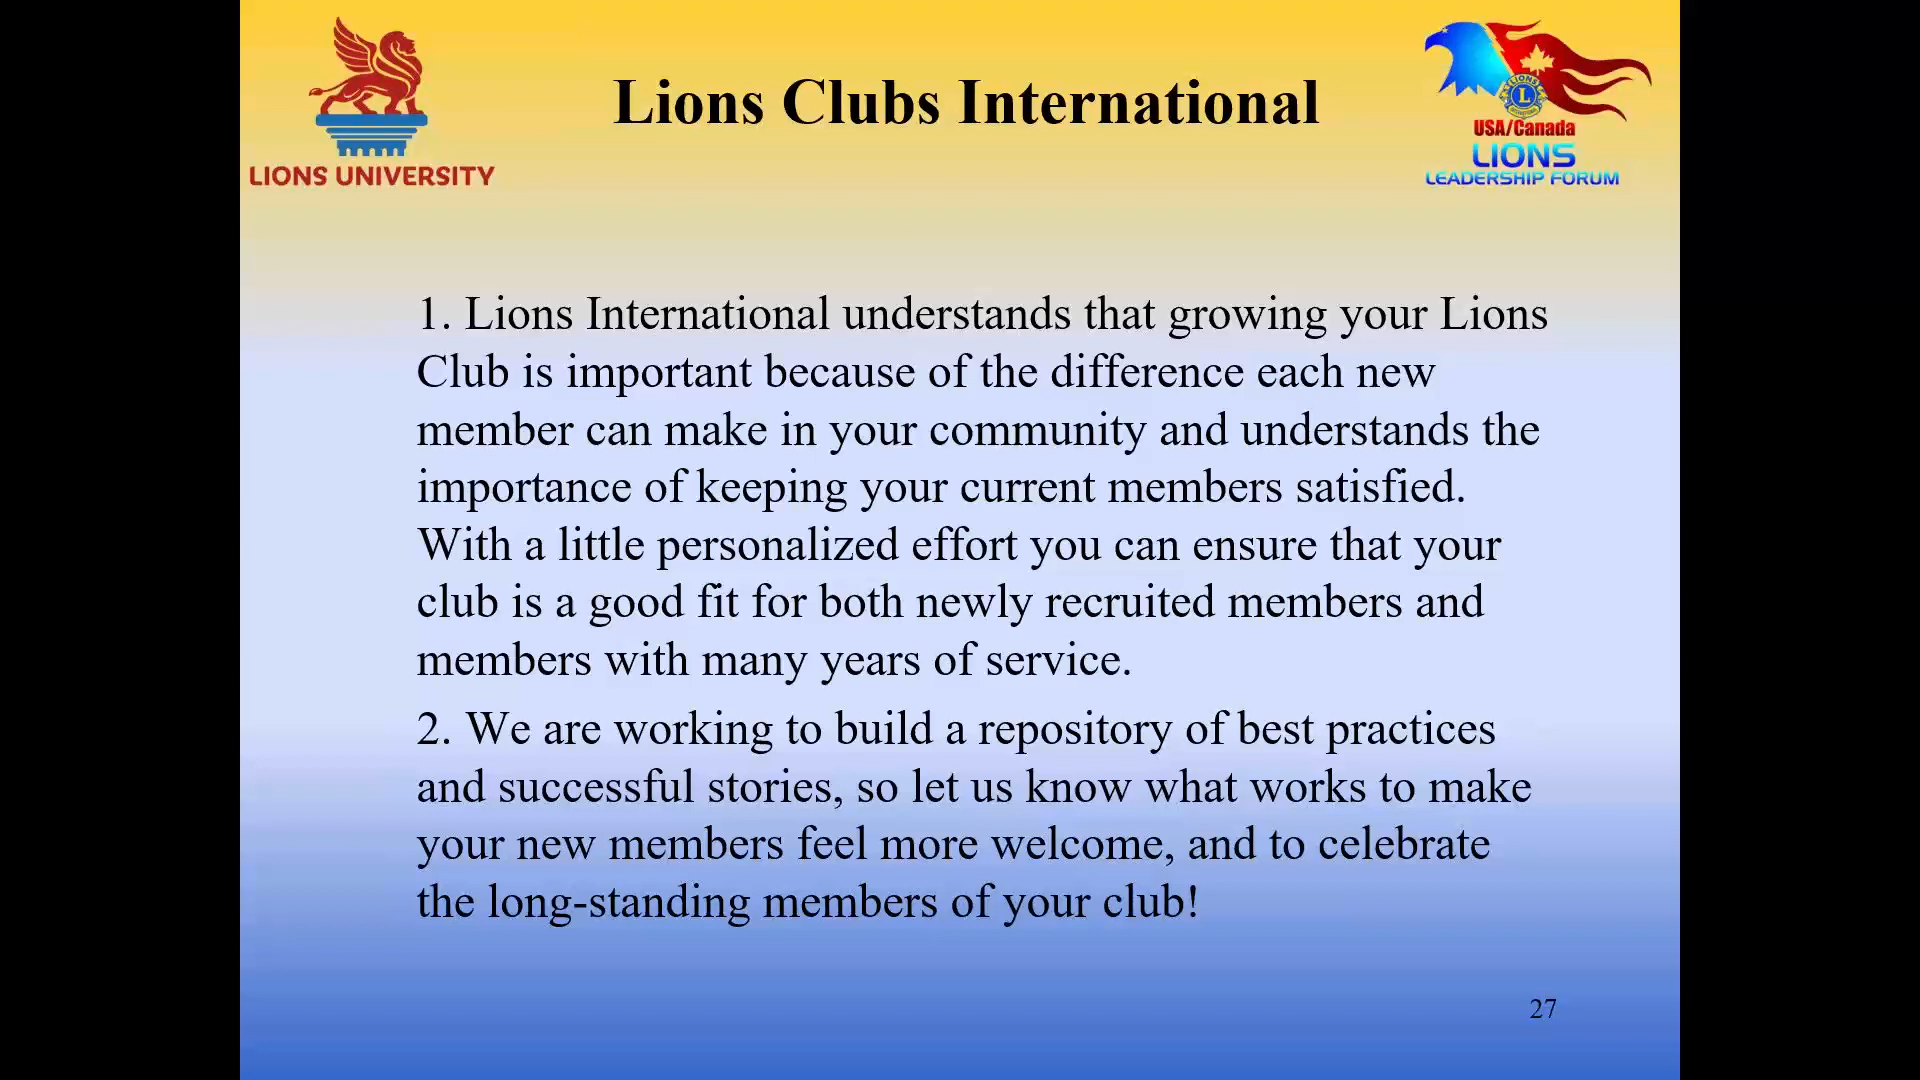 LIONS UNIVERSITY
Lions Clubs International
LIONS
L
USA/Canada
LIONS
LEADERSHIP FORUM
1. Lions International understands that growing your Lions
Club is important because of the difference each new
member can make in your community and understands the
importance of keeping your current members satisfied.
With a little personalized effort you can ensure that your
club is a good fit for both newly recruited members and
members with many years of service.
2. We are working to build a repository of best practices
and successful stories, so let us know what works to make
your new members feel more welcome, and to celebrate
the long-standing members of your club!
27